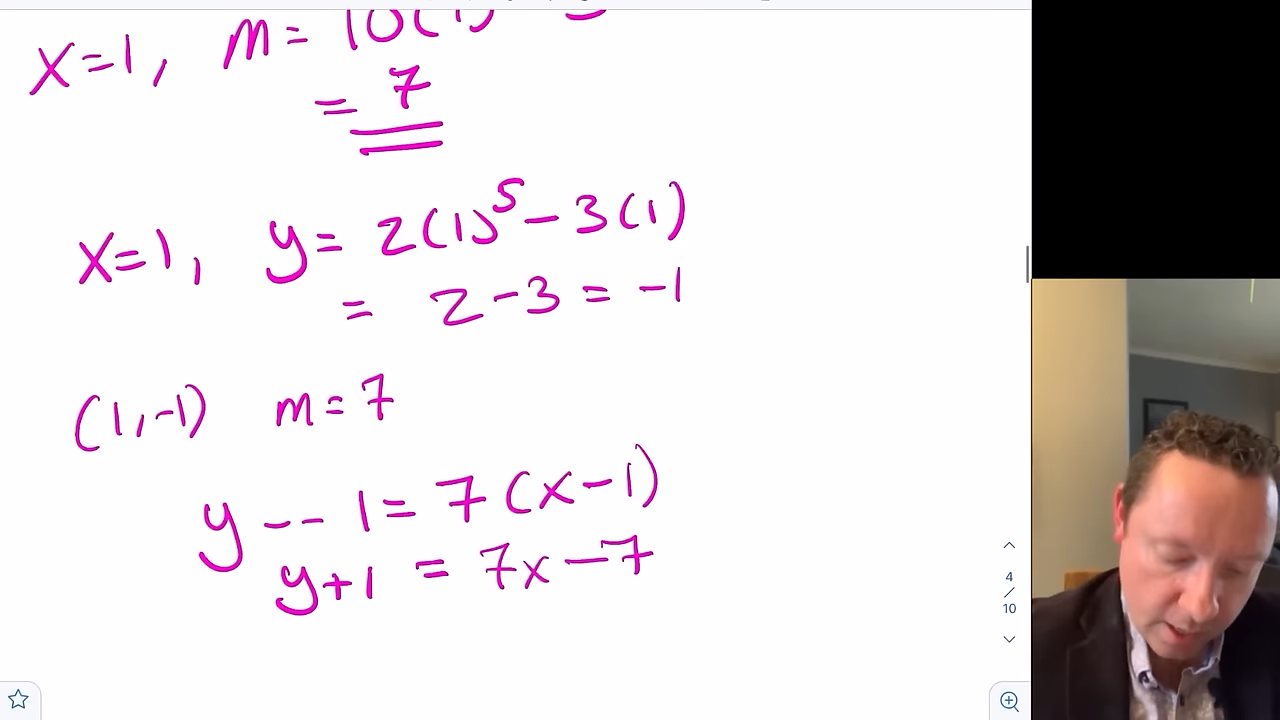 x=1, m= 10(1)
= 7
x=1, y= 2(1)⁵-3(1)
= 2-3 = -1
(1,-1) m=7
y--1= 7(x-1)
y+1 = 7x-7
4
/
10